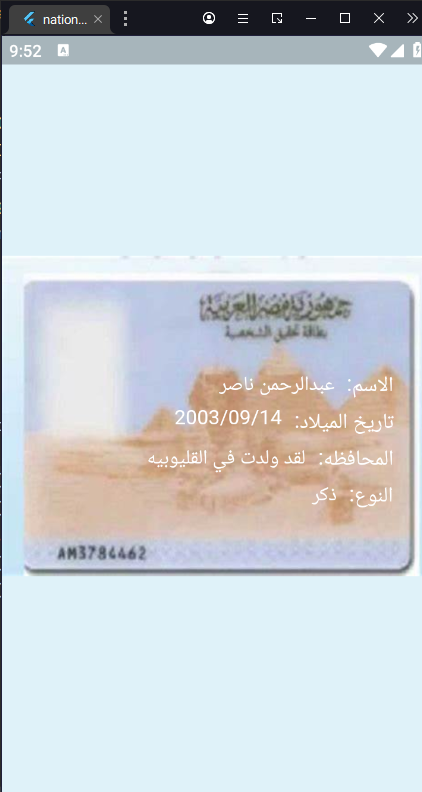 nation...
9:52
A
جمهورية مصر العربية
بطاقة تحقيق الشخصية
الاسم: عبدالرحمن ناصر
تاريخ الميلاد: 2003/09/14
المحافظه: لقد ولدت في القليوبيه
النوع: ذكر
AM3784462